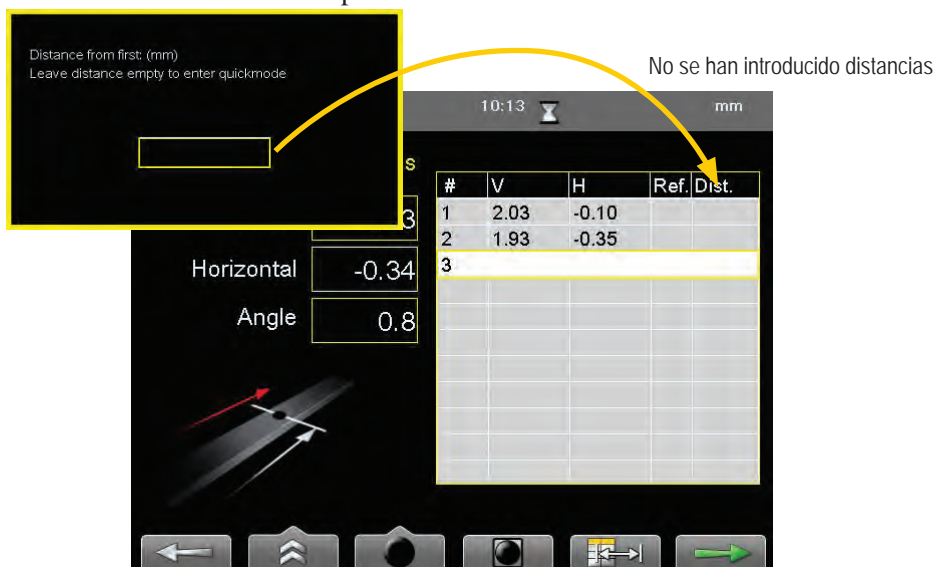 Distance from first: (mm)
Leave distance empty to enter quickmode
No se han introducido distancias
10:13 mm
s
# V H Ref. Dist.
3
1 2.03 -0.10
2 1.93 -0.35
Horizontal -0.34
3
Angle 0.8